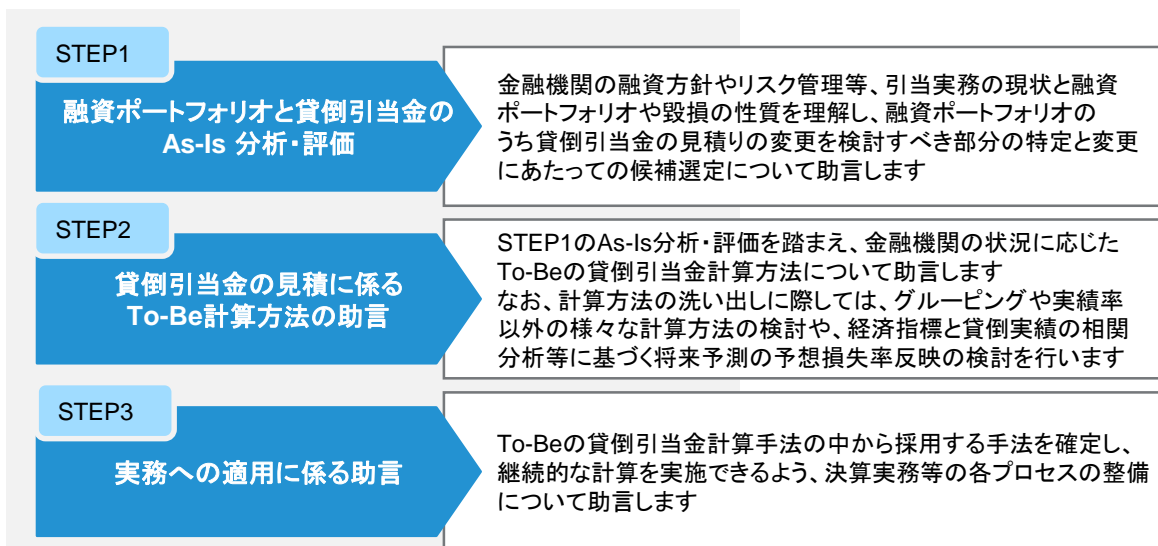 STEP1
融資ポートフォリオと貸倒引当金の
As-Is 分析・評価
金融機関の融資方針やリスク管理等、引当実務の現状と融資
ポートフォリオや毀損の性質を理解し、融資ポートフォリオの
うち貸倒引当金の見積りの変更を検討すべき部分の特定と変更
にあたっての候補選定について助言します
STEP2
貸倒引当金の見積に係る
To-Be計算方法の助言
STEP1のAs-Is分析・評価を踏まえ、金融機関の状況に応じた
To-Beの貸倒引当金計算方法について助言します
なお、計算方法の洗い出しに際しては、グルーピングや実績率
以外の様々な計算方法の検討や、経済指標と貸倒実績の相関
分析等に基づく将来予測の予想損失率反映の検討を行います
STEP3
実務への適用に係る助言
To-Beの貸倒引当金計算手法の中から採用する手法を確定し、
継続的な計算を実施できるよう、決算実務等の各プロセスの整備
について助言します